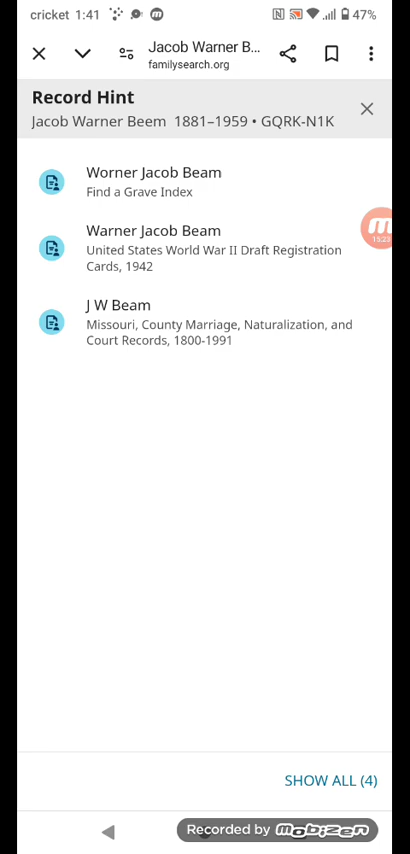 cricket 1:41 47%
Jacob Warner B...
familysearch.org
Record Hint
Jacob Warner Beem 1881–1959 • GQRK-N1K
Worner Jacob Beam
Find a Grave Index
15:23
Warner Jacob Beam
United States World War II Draft Registration
Cards, 1942
J W Beam
Missouri, County Marriage, Naturalization, and
Court Records, 1800-1991
SHOW ALL (4)
Recorded by mobizen